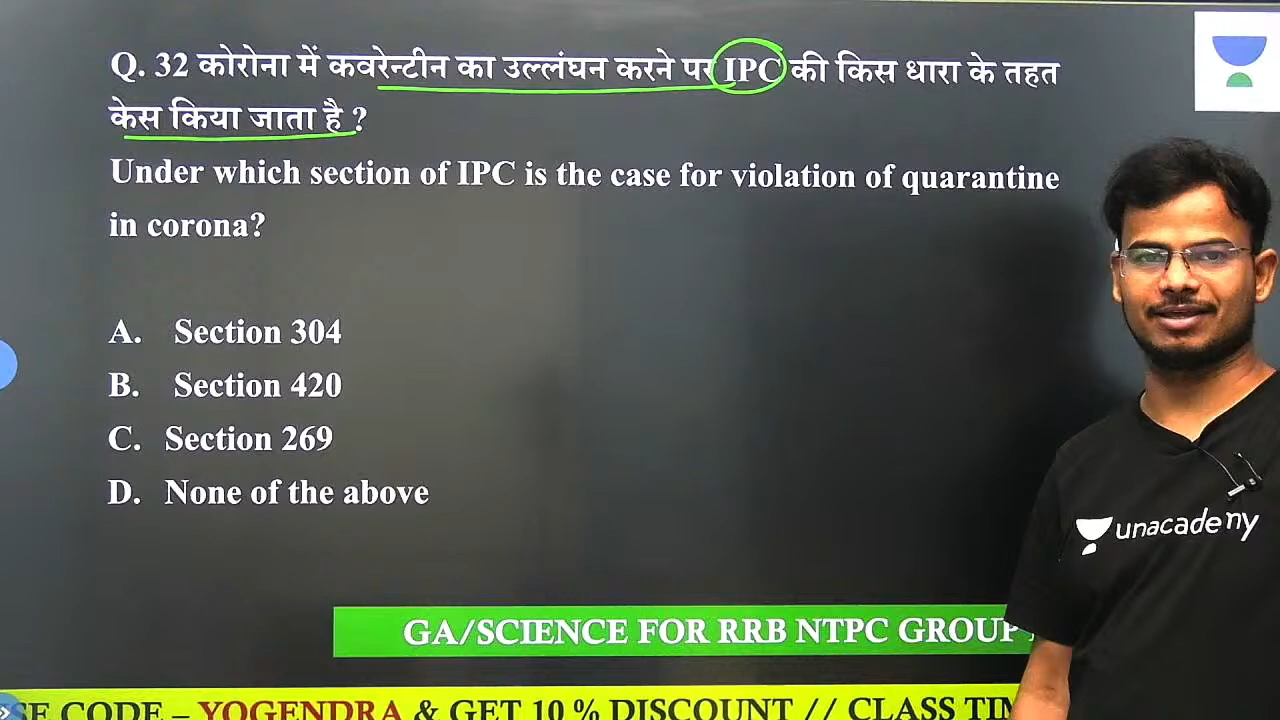 Q. 32 कोरोना में कवरेन्टीन का उल्लंघन करने पर IPC की किस धारा के तहत
केस किया जाता है ?
Under which section of IPC is the case for violation of quarantine
in corona?
A. Section 304
B. Section 420
C. Section 269
D. None of the above
unacademy
GA/SCIENCE FOR RRB NTPC GROUP
CODE – YOGENDRA & GET 10 % DISCOUNT // CLASS